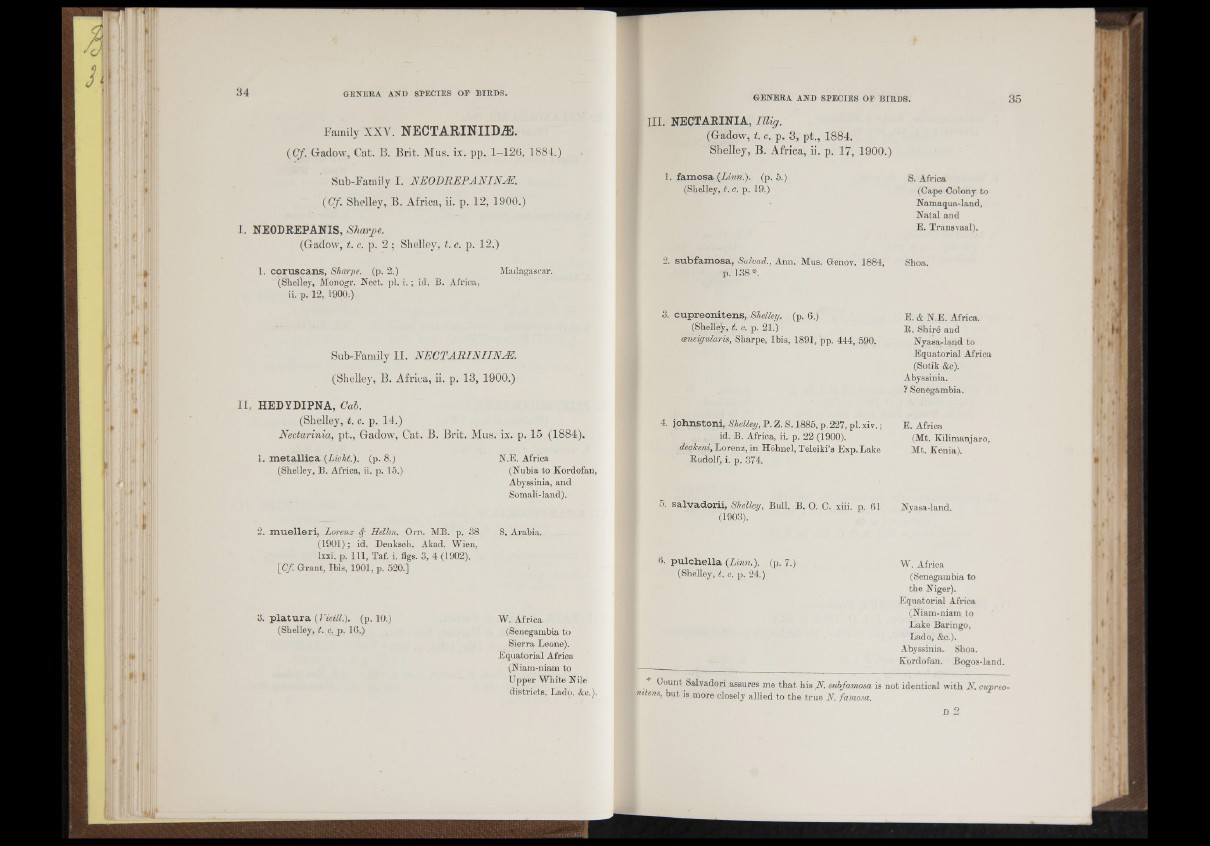 34 GENERA AND SPECIES OF BIRDS.
Family XXV. NECTARINIIDÆ.
(Cf. Gadow, Cat. B. Brit. Mus. ix. pp. 1–126, 1884.)
Sub-Family I. NEODREPANINÆ.
(Cf. Shelley, B. Africa, ii. p. 12, 1900.)
I. NEODREPANIS, Sharpe.
(Gadow, t. c. p. 2 ; Shelley, t. c. p. 12.)
1. coruscans, Sharpe. (p. 2.) Madagascar.
(Shelley, Monogr. Nect. pl. i. ; id. B. Africa,
ii. p. 12, 1900.)
Sub-Family II. NECTARINIINÆ.
(Shelley, B. Africa, ii. p. 13, 1900.)
II. HEDYDIPNA, Cab.
(Shelley, t. c. p. 14.)
Nectarinia, pt., Gadow, Cat. B. Brit. Mus. ix. p. 15 (1884).
1. metallica (Licht.). (p. 8.) N.E. Africa
(Shelley, B. Africa, ii. p. 15.) (Nubia to Kordofan,
Abyssinia, and
Somali-land).
2. muelleri, Lorenz & Hellm. Orn. MB. p. 38 S. Arabia.
(1901) ; id. Denksch. Akad. Wien,
lxxi. p. 111, Taf. i. figs. 3, 4 (1902).
[Cf. Grant, Ibis, 1901, p. 520.]
3. platura (Vieill.). (p. 10.) W. Africa
(Shelley, t. c. p. 16.) (Senegambia to
Sierra Leone).
Equatorial Africa
(Niam-niam to
Upper White Nile
districts, Lado, &c.).
GENERA AND SPECIES OF BIRDS. 35
III. NECTARINIA, Illig.
(Gadow, t. c. p. 3, pt., 1884.
Shelley, B. Africa, ii. p. 17, 1900.)
1. famosa (Linn.). (p. 5.) S. Africa
(Shelley, t. c. p. 19.) (Cape Colony to
Namaqua-land,
Natal and
E. Transvaal).
2. subfamosa, Salvad., Ann. Mus. Genov. 1884, Shoa.
p. 138 *.
3. cupreonitens, Shelley. (p. 6.) E. & N.E. Africa.
(Shelley, t. c. p. 21.) R. Shiré and
æneigularis, Sharpe, Ibis, 1891, pp. 444, 590. Nyasa-land to
Equatorial Africa
(Sotik &c).
Abyssinia.
? Senegambia.
4. johnstoni, Shelley, P. Z. S. 1885, p. 227, pl. xiv. ; E. Africa
id. B. Africa, ii. p. 22 (1900). (Mt. Kilimanjaro,
deckeni, Lorenz, in Höhnel, Teleiki's Exp. Lake Mt. Kenia).
Rudolf, i. p. 374.
5. salvadorii, Shelley, Bull. B. O. C. xiii. p. 61 Nyasa-land.
(1903).
6. pulchella (Linn.). (p. 7.) W. Africa
(Shelley, t. c. p. 24.) (Senegambia to
the Niger).
Equatorial Africa
(Niam-niam to
Lake Baringo,
Lado, &c.).
Abyssinia. Shoa.
Kordofan. Bogos-land.
* Count Salvadori assures me that his N. subfamosa is not identical with N. cupreo-
nitens, but is more closely allied to the true N. famosa.
D 2